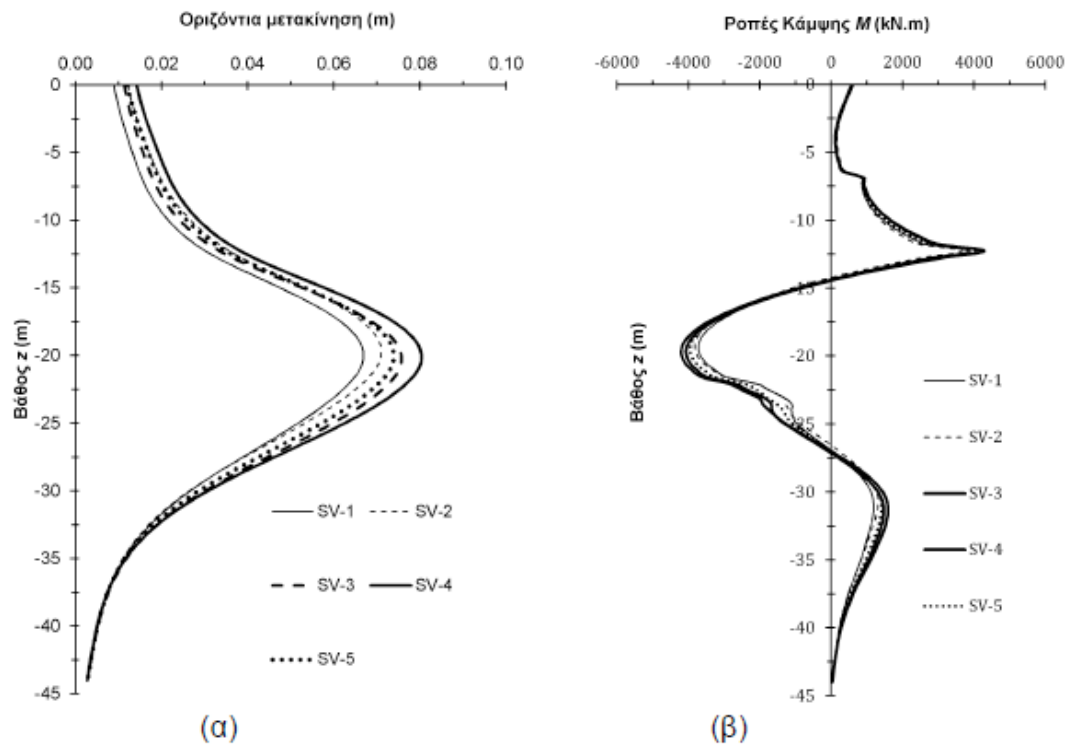 Οριζόντια μετακίνηση (m)
0.00 0.02 0.04 0.06 0.08 0.10
0
-5
-10
-15
-20
-25
-30
-35
-40
-45
Βάθος z (m)
SV-1 SV-2
SV-3 SV-4
SV-5
(α)
Ροπές Κάμψης M (kN.m)
-6000 -4000 -2000 0 2000 4000 6000
0
-5
-10
-15
-20
-25
-30
-35
-40
-45
Βάθος z (m)
SV-1
SV-2
SV-3
SV-4
SV-5
(β)